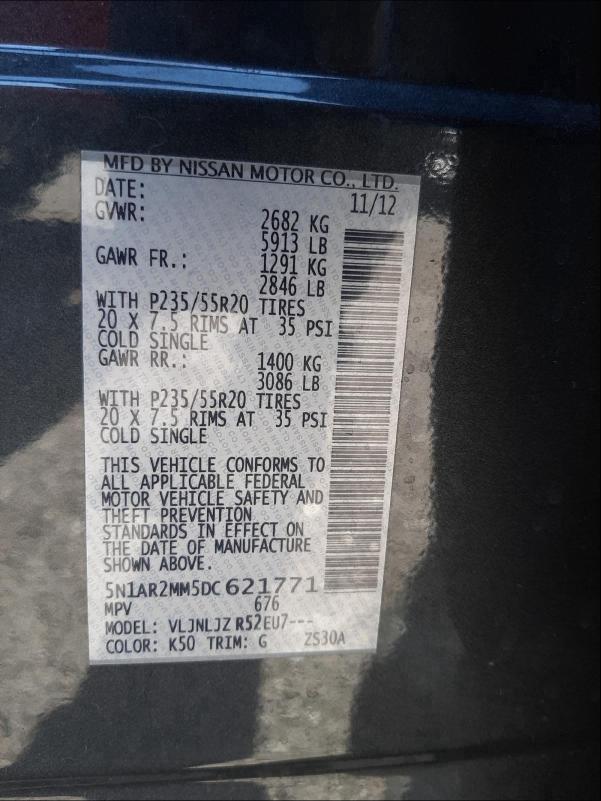 MFD BY NISSAN MOTOR CO., LTD.
DATE: 11/12
GVWR: 2682 KG
5913 LB
GAWR FR.: 1291 KG
2846 LB
WITH P235/55R20 TIRES
20 X 7.5 RIMS AT 35 PSI
COLD SINGLE
GAWR RR.: 1400 KG
3086 LB
WITH P235/55R20 TIRES
20 X 7.5 RIMS AT 35 PSI
COLD SINGLE
THIS VEHICLE CONFORMS TO
ALL APPLICABLE FEDERAL
MOTOR VEHICLE SAFETY AND
THEFT PREVENTION
STANDARDS IN EFFECT ON
THE DATE OF MANUFACTURE
SHOWN ABOVE.
5N1AR2MM5DC621771
MPV 676
MODEL: VLJNLJZ R52EU7---
COLOR: K50 TRIM: G ZS30A